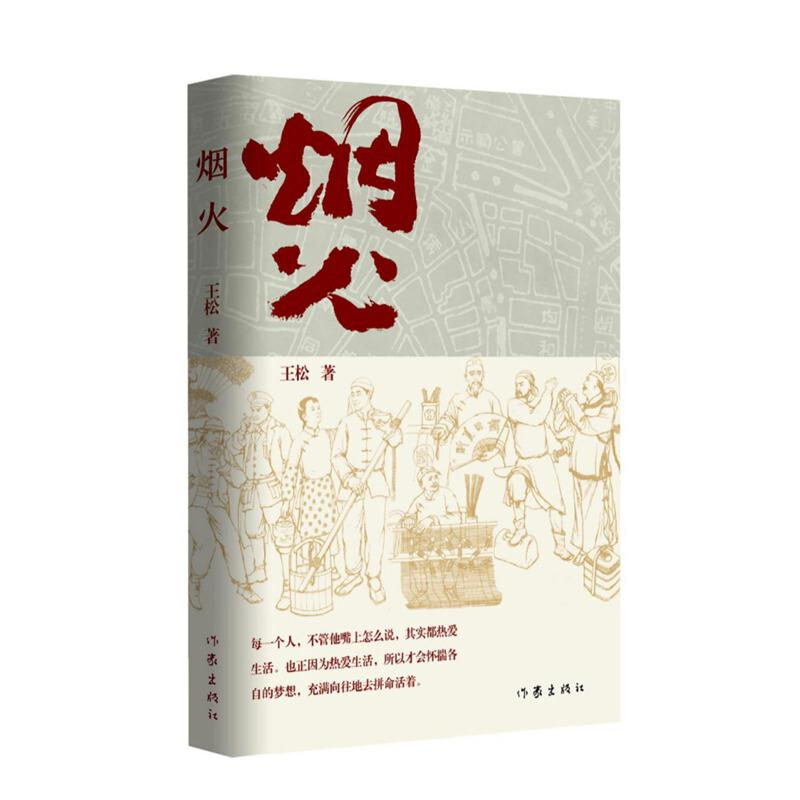 烟火
王松 著
作家出版社
烟
火
王松 著
每一个人，不管他嘴上怎么说，其实都热爱
生活。也正因为热爱生活，所以才会怀揣各
自的梦想，充满向往地去拼命活着。
作家出版社